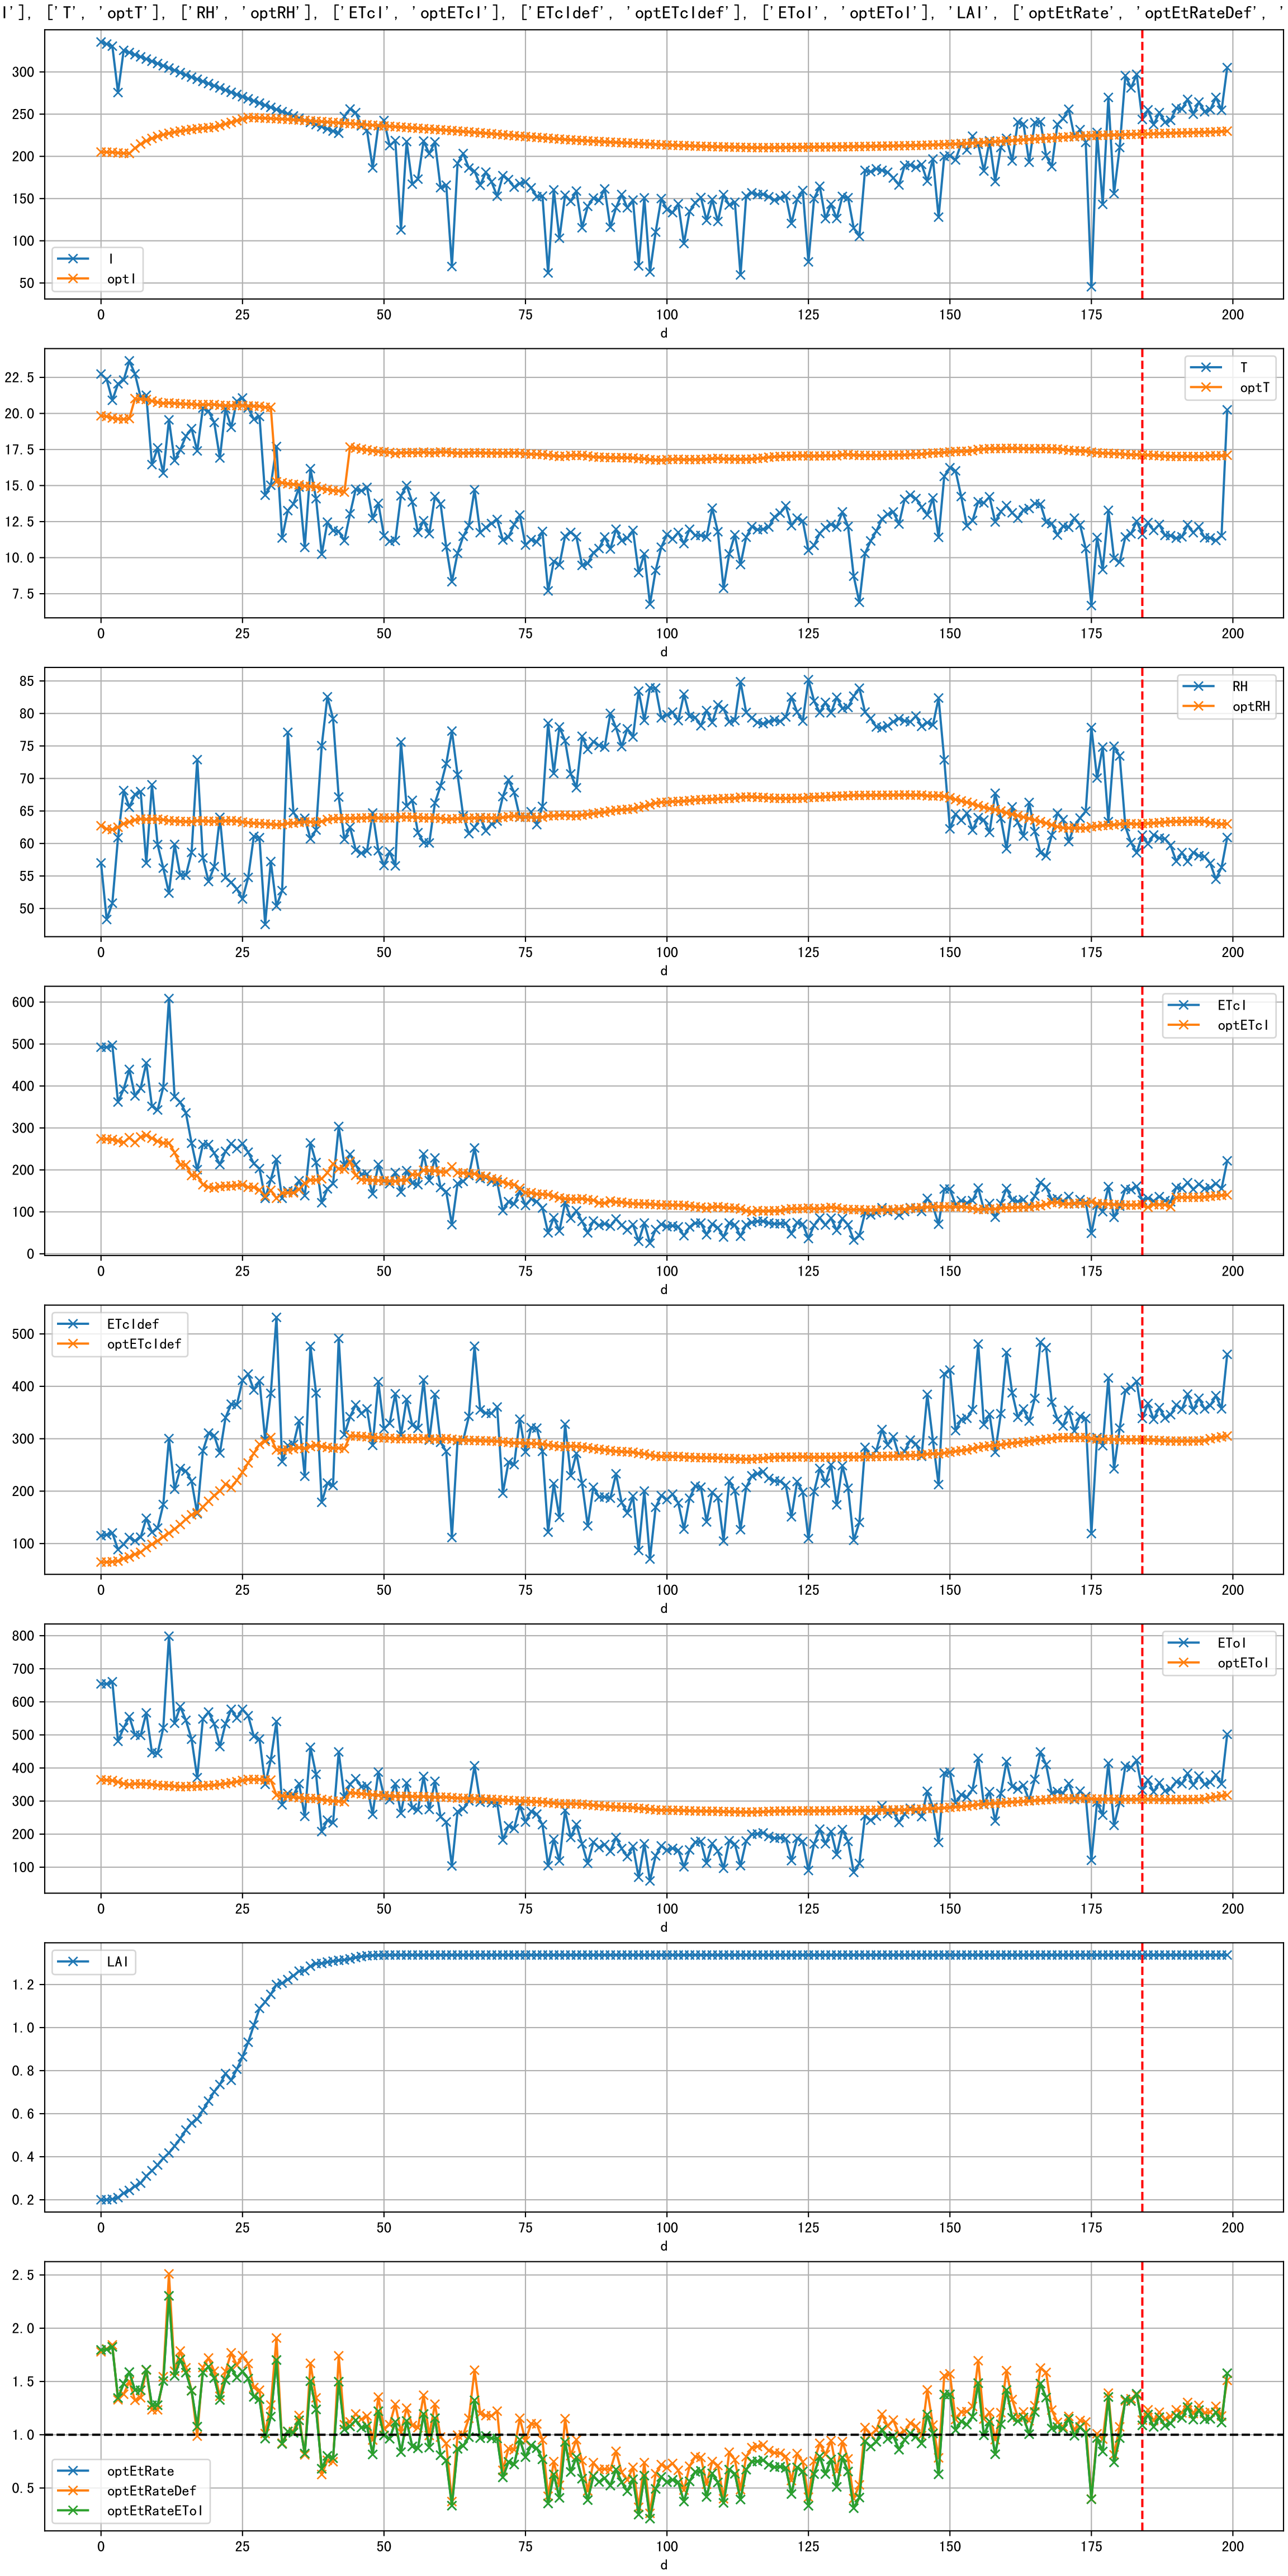 I'], ['T', 'optT'], ['RH', 'optRH'], ['ETcI', 'optETcI'], ['ETcIdef', 'optETcIdef'], ['EToI', 'optEToI'], 'LAI', ['optEtRate', 'optEtRateDef', '
300
250
200
150
100
50
I
optI
0 25 50 75 100 125 150 175 200
d
22.5
20.0
17.5
15.0
12.5
10.0
7.5
T
optT
0 25 50 75 100 125 150 175 200
d
85
80
75
70
65
60
55
50
RH
optRH
0 25 50 75 100 125 150 175 200
d
600
500
400
300
200
100
0
ETcI
optETcI
0 25 50 75 100 125 150 175 200
d
500
400
300
200
100
ETcIdef
optETcIdef
0 25 50 75 100 125 150 175 200
d
800
700
600
500
400
300
200
100
EToI
optEToI
0 25 50 75 100 125 150 175 200
d
1.2
1.0
0.8
0.6
0.4
0.2
LAI
0 25 50 75 100 125 150 175 200
d
2.5
2.0
1.5
1.0
0.5
optEtRate
optEtRateDef
optEtRateEToI
0 25 50 75 100 125 150 175 200
d